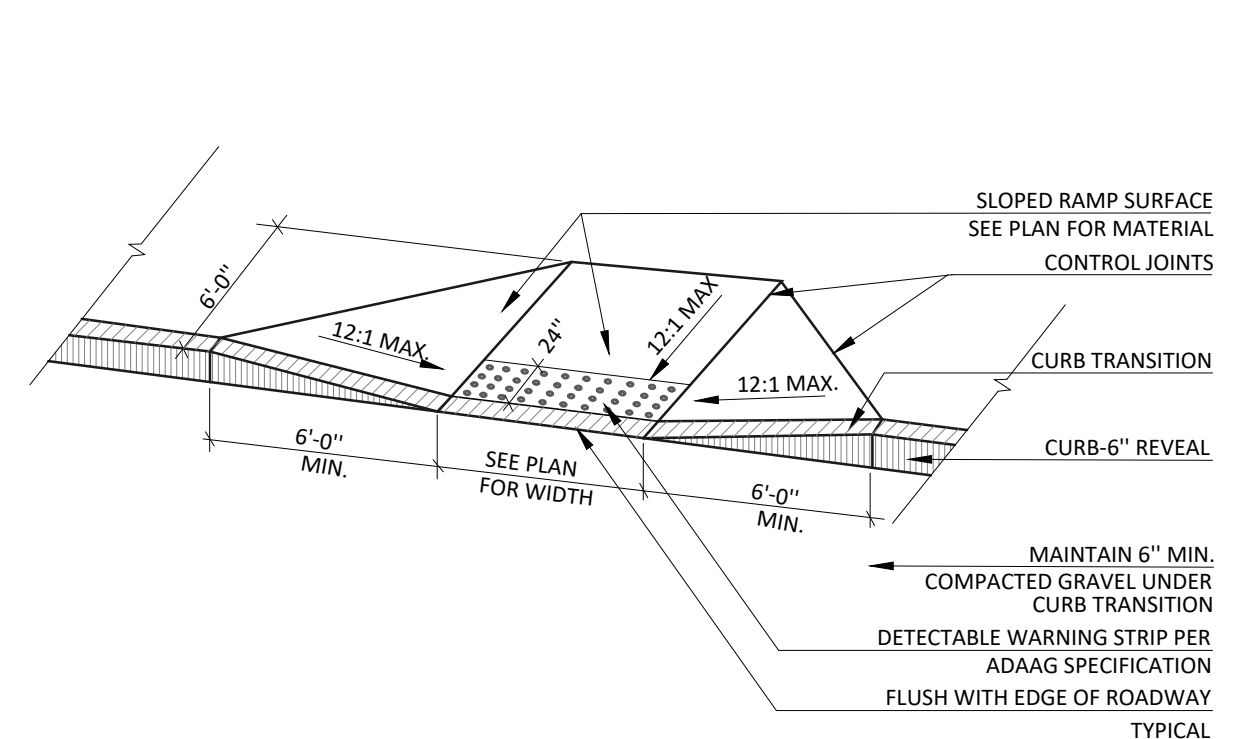 SLOPED RAMP SURFACE
SEE PLAN FOR MATERIAL
CONTROL JOINTS
6'-0"
12:1 MAX.
24"
12:1 MAX
12:1 MAX.
CURB TRANSITION
CURB-6" REVEAL
6'-0"
MIN.
SEE PLAN
FOR WIDTH
6'-0"
MIN.
MAINTAIN 6" MIN.
COMPACTED GRAVEL UNDER
CURB TRANSITION
DETECTABLE WARNING STRIP PER
ADAAG SPECIFICATION
FLUSH WITH EDGE OF ROADWAY
TYPICAL